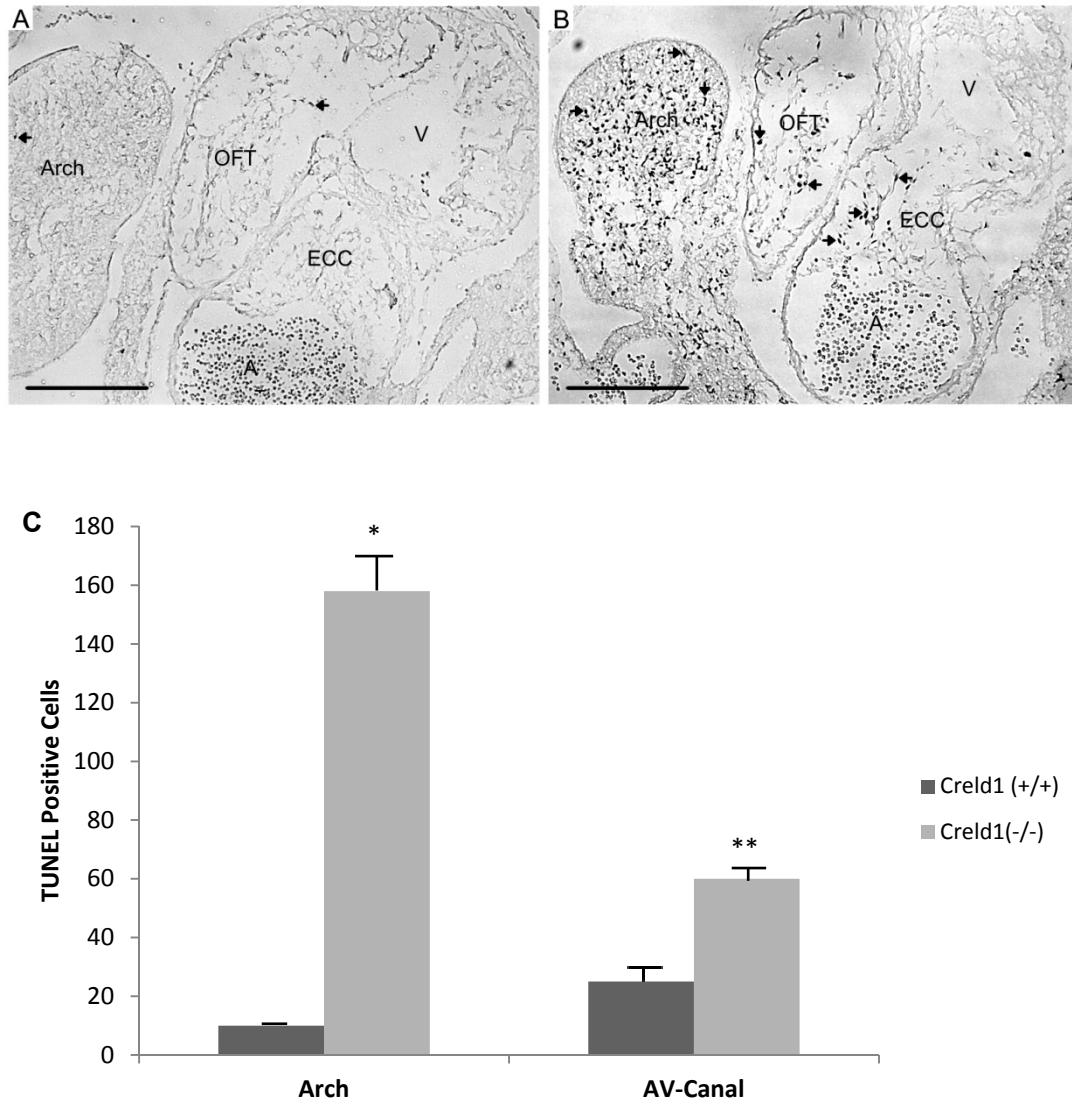 A
Arch
OFT
V
ECC
A
B
Arch
OFT
V
ECC
A
C
TUNEL Positive Cells
180
160
140
120
100
80
60
40
20
0
*
**
Arch
AV-Canal
Creld1 (+/+)
Creld1(-/-)